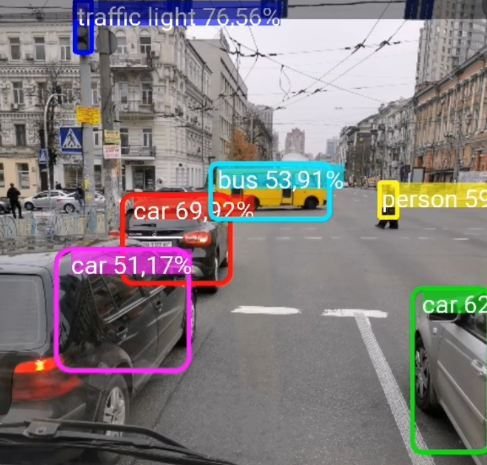 traffic light 76,56%
bus 53,91%
person 59
car 69,92%
car 51,17%
car 62